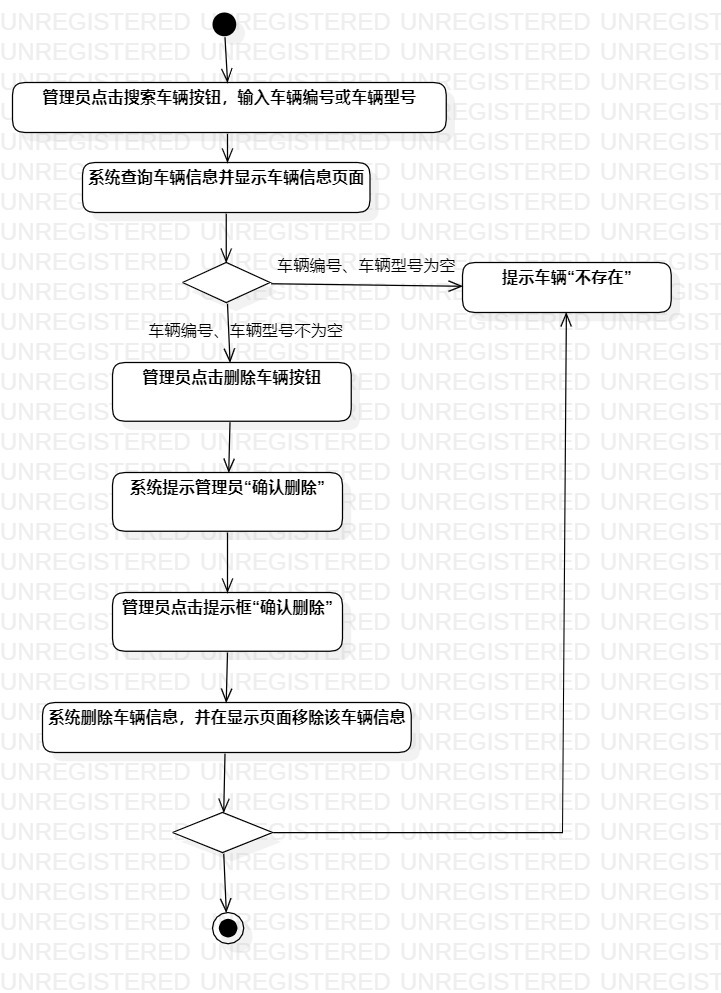 管理员点击搜索车辆按钮，输入车辆编号或车辆型号
系统查询车辆信息并显示车辆信息页面
车辆编号、车辆型号为空
提示车辆“不存在”
车辆编号、车辆型号不为空
管理员点击删除车辆按钮
系统提示管理员“确认删除”
管理员点击提示框“确认删除”
系统删除车辆信息，并在显示页面移除该车辆信息
UNREGISTERED